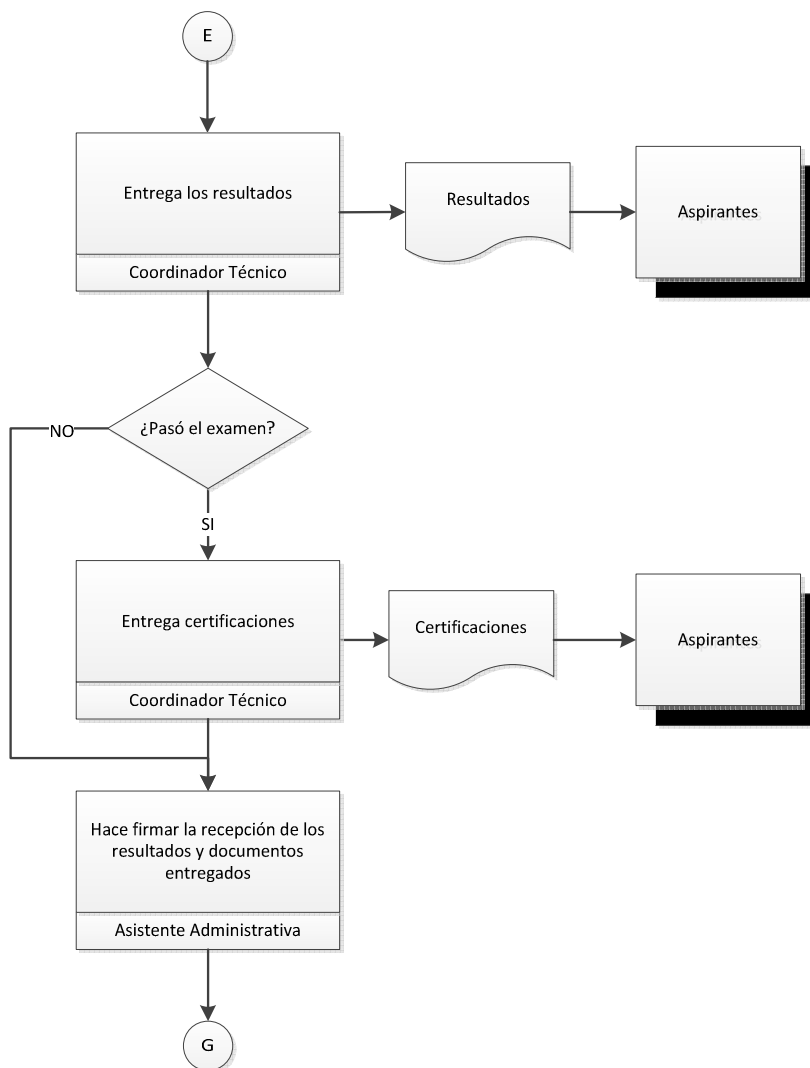 E
Entrega los resultados
Coordinador Técnico
Resultados
Aspirantes
¿Pasó el examen?
NO
SI
Entrega certificaciones
Coordinador Técnico
Certificaciones
Aspirantes
Hace firmar la recepción de los
resultados y documentos
entregados
Asistente Administrativa
G